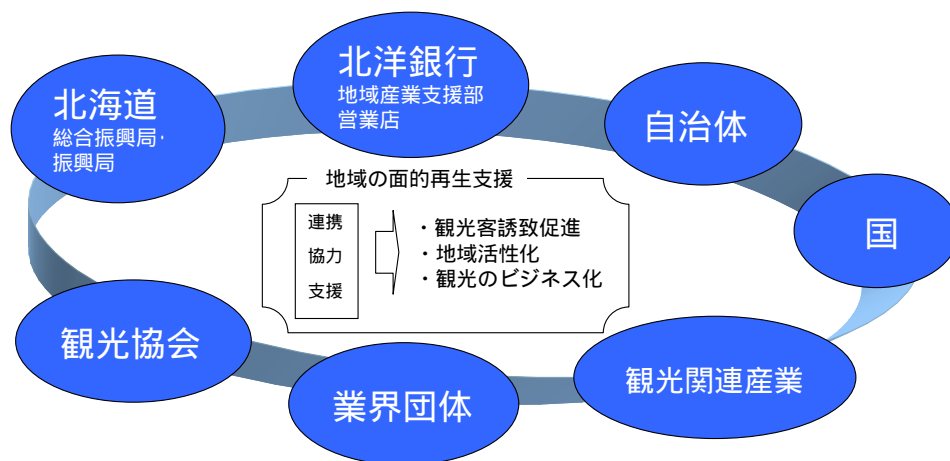 北洋銀行
地域産業支援部
営業店
北海道
総合振興局・
振興局
自治体
国
地域の面的再生支援
連携
協力
支援
・観光客誘致促進
・地域活性化
・観光のビジネス化
観光協会
業界団体
観光関連産業